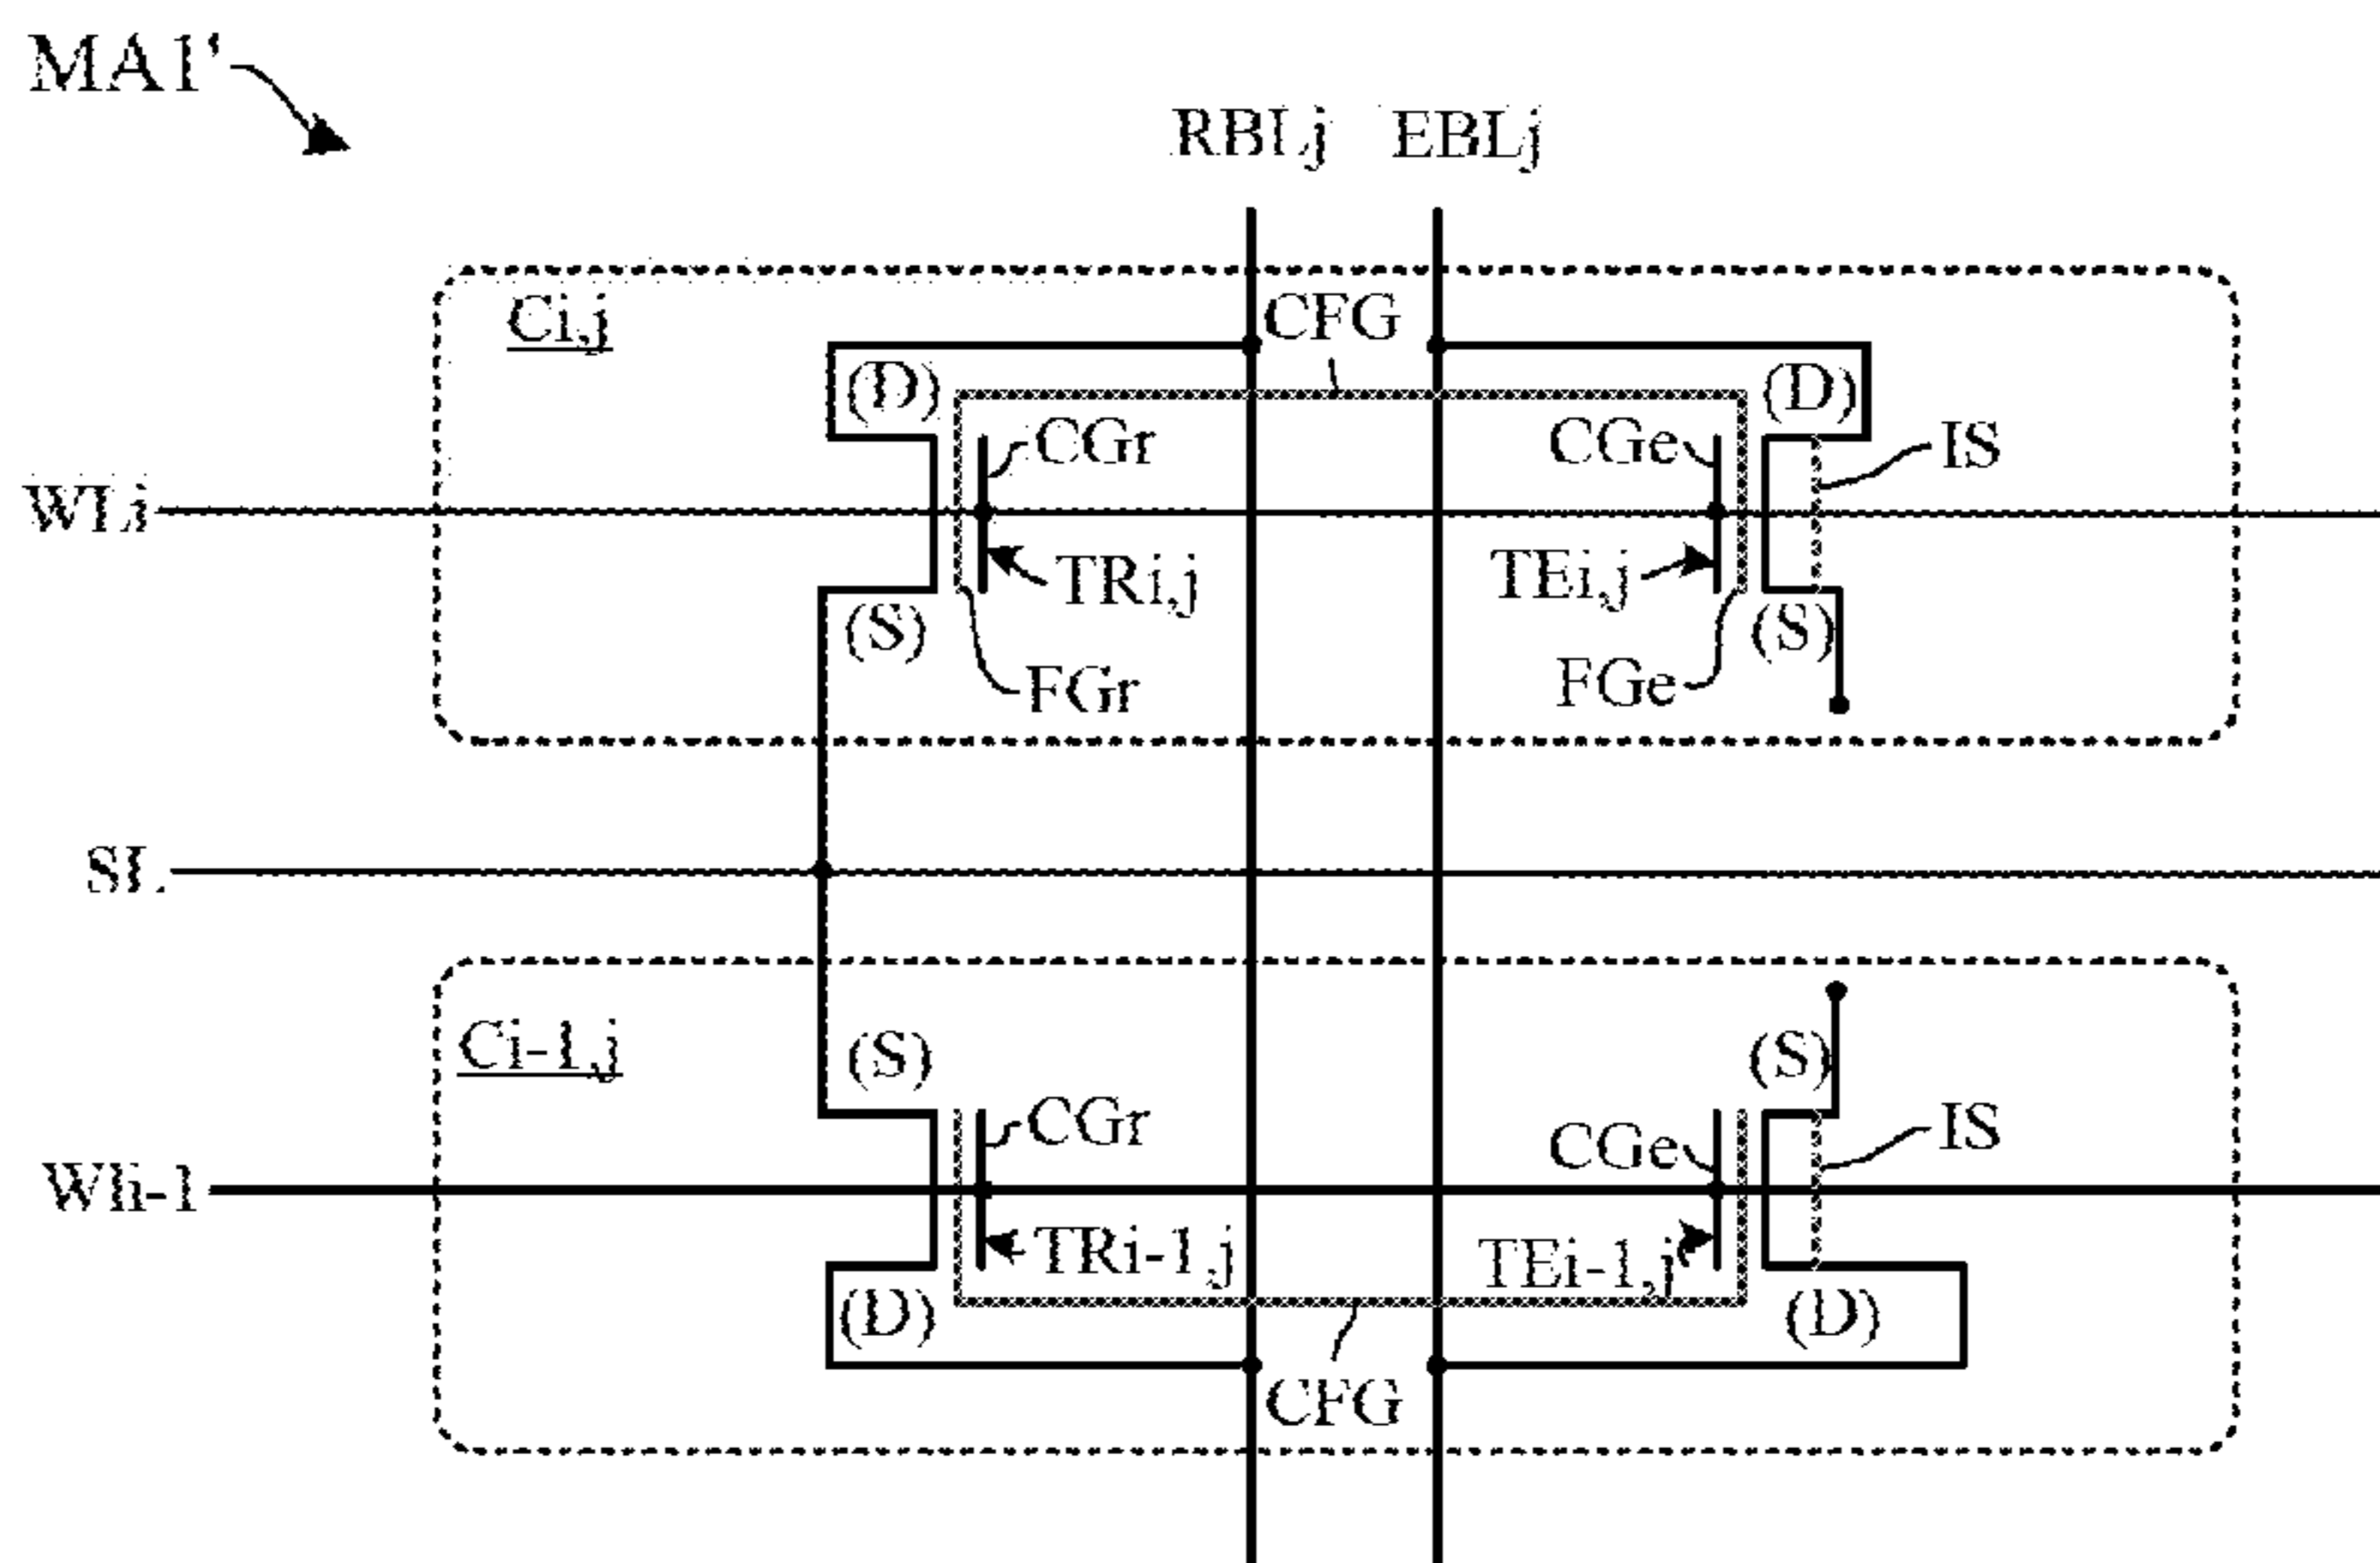 MA1'
RBLj EBLj
Ci,j
CFG
(D) (D)
CGr CGe IS
WLi
TRi,j TEi,j
(S) (S)
FGr FGe
SL
Ci-1,j
(S) (S)
CGr CGe IS
Wli-1
TRi-1,j TEi-1,j
(D) (D)
CFG